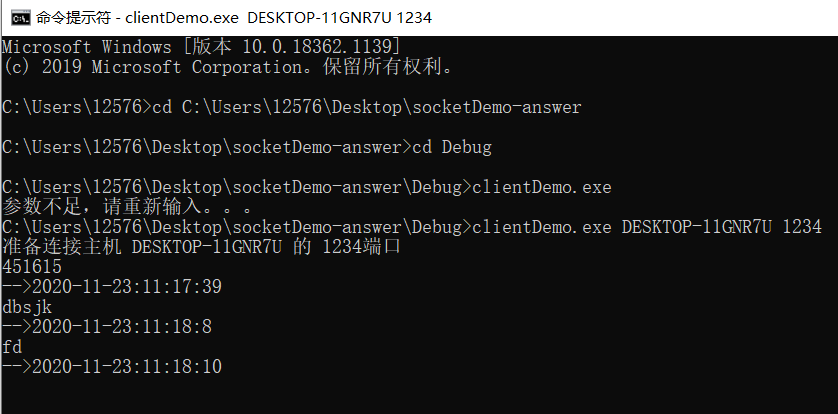 命令提示符 - clientDemo.exe  DESKTOP-11GNR7U 1234
Microsoft Windows [版本 10.0.18362.1139]
(c) 2019 Microsoft Corporation。保留所有权利。
C:\Users\12576>cd C:\Users\12576\Desktop\socketDemo-answer
C:\Users\12576\Desktop\socketDemo-answer>cd Debug
C:\Users\12576\Desktop\socketDemo-answer\Debug>clientDemo.exe
参数不足，请重新输入。。。
C:\Users\12576\Desktop\socketDemo-answer\Debug>clientDemo.exe DESKTOP-11GNR7U 1234
准备连接主机 DESKTOP-11GNR7U 的 1234端口
451615
-->2020-11-23:11:17:39
dbsjk
-->2020-11-23:11:18:8
fd
-->2020-11-23:11:18:10